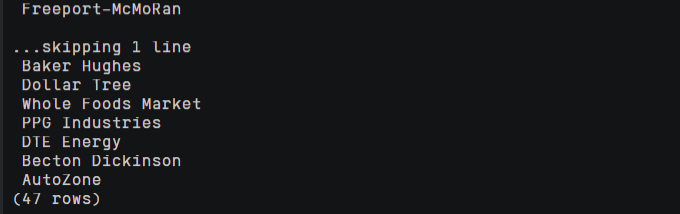 Freeport-McMoRan
...skipping 1 line
Baker Hughes
Dollar Tree
Whole Foods Market
PPG Industries
DTE Energy
Becton Dickinson
AutoZone
(47 rows)